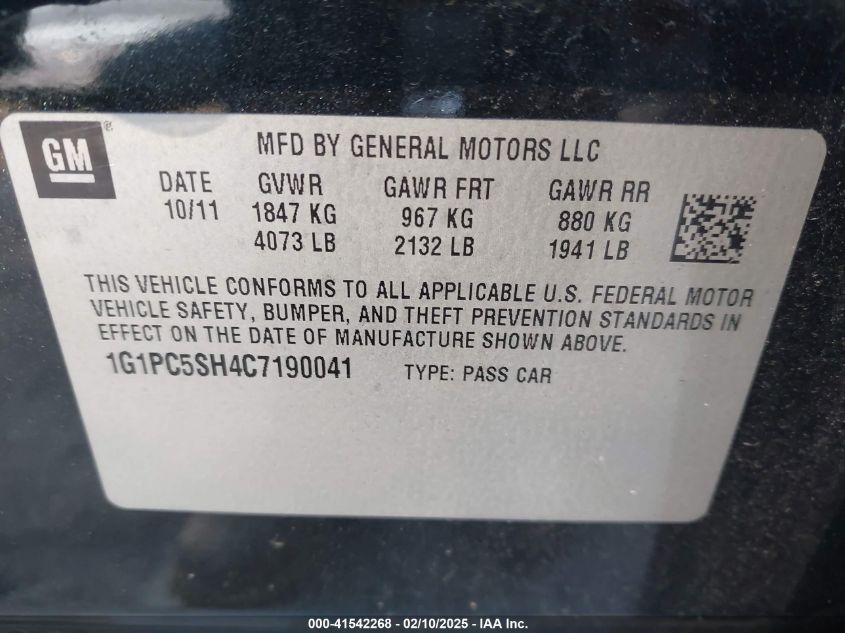 GM
MFD BY GENERAL MOTORS LLC
DATE GVWR GAWR FRT GAWR RR
10/11 1847 KG 967 KG 880 KG
4073 LB 2132 LB 1941 LB
THIS VEHICLE CONFORMS TO ALL APPLICABLE U.S. FEDERAL MOTOR
VEHICLE SAFETY, BUMPER, AND THEFT PREVENTION STANDARDS IN
EFFECT ON THE DATE OF MANUFACTURE SHOWN ABOVE.
1G1PC5SH4C7190041 TYPE: PASS CAR
000-41542268 - 02/10/2025 - IAA Inc.